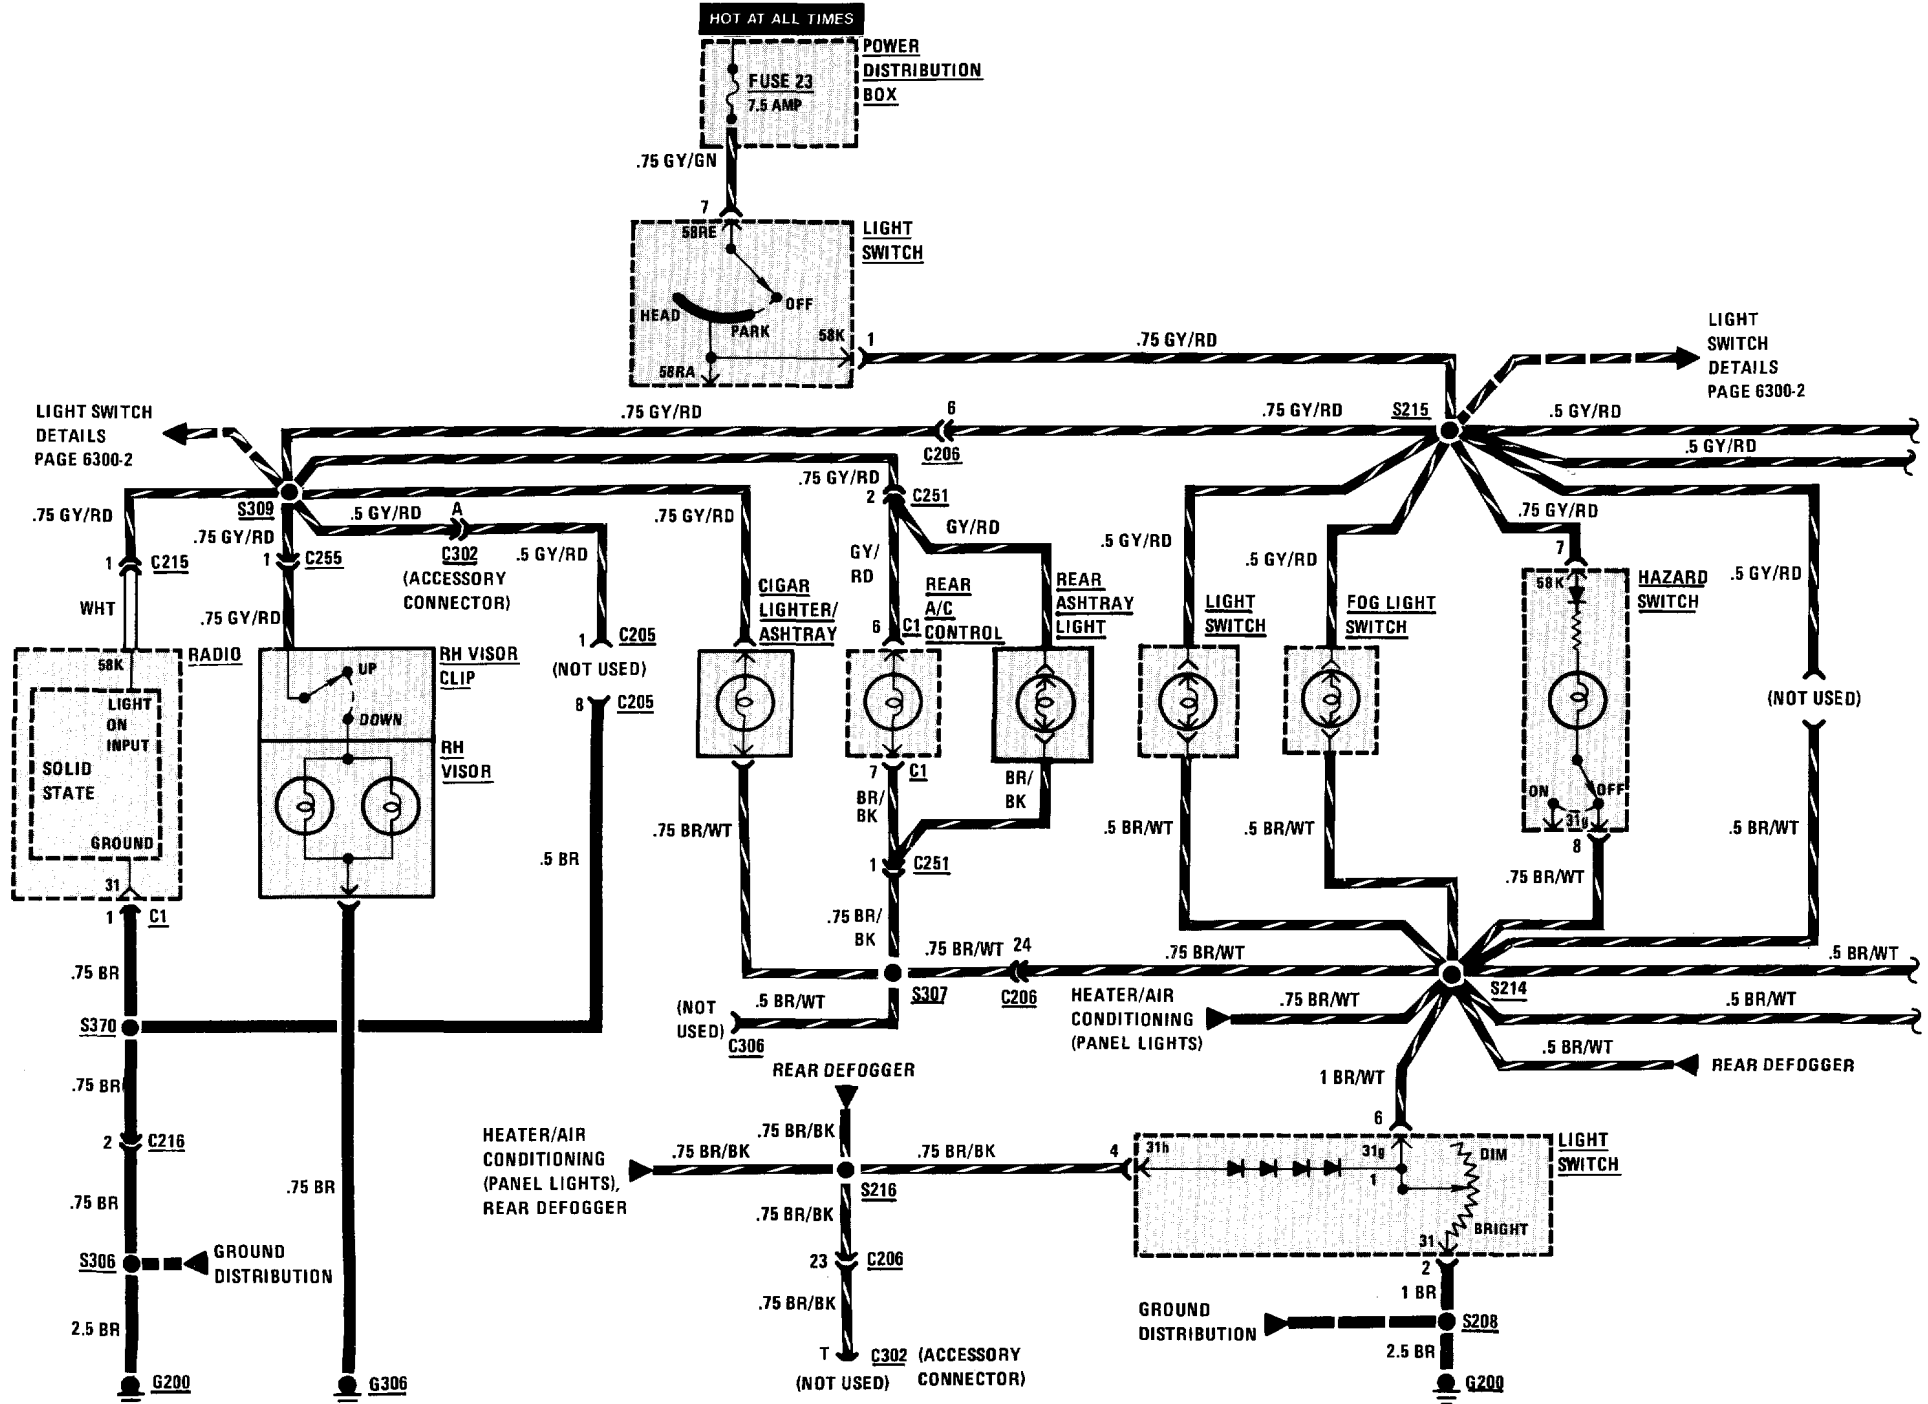 HOT AT ALL TIMES
POWER
DISTRIBUTION
BOX
FUSE 23
7.5 AMP
.75 GY/GN
7
58RE
LIGHT
SWITCH
OFF
HEAD
PARK
58K
1
58RA
.75 GY/RD
LIGHT
SWITCH
DETAILS
PAGE 6300-2
LIGHT SWITCH
DETAILS
PAGE 6300-2
.75 GY/RD
6
C206
.75 GY/RD
S215
.5 GY/RD
.5 GY/RD
S309
.75 GY/RD
.75 GY/RD
.5 GY/RD
A
C302
(ACCESSORY
CONNECTOR)
.5 GY/RD
.75 GY/RD
.75 GY/RD
2
C251
GY/RD
GY/
RD
1
C215
WHT
1
C255
.75 GY/RD
1
C205
(NOT USED)
8
C205
CIGAR
LIGHTER/
ASHTRAY
6
C1
REAR
A/C
CONTROL
REAR
ASHTRAY
LIGHT
.5 GY/RD
LIGHT
SWITCH
.5 GY/RD
FOG LIGHT
SWITCH
.75 GY/RD
7
58K
HAZARD
SWITCH
.5 GY/RD
(NOT USED)
58K
RADIO
LIGHT
ON
INPUT
SOLID
STATE
GROUND
31
1
C1
RH VISOR
CLIP
UP
DOWN
RH
VISOR
.5 BR
.75 BR/WT
7
C1
BR/
BK
BR/
BK
1
C251
.75 BR/
BK
.5 BR/WT
.5 BR/WT
ON
OFF
31g
8
.75 BR/WT
.5 BR/WT
.75 BR
S370
.75 BR/WT
24
C206
.75 BR/WT
S307
(NOT
USED)
.5 BR/WT
C306
S214
.5 BR/WT
.5 BR/WT
HEATER/AIR
CONDITIONING
(PANEL LIGHTS)
.75 BR/WT
.5 BR/WT
REAR DEFOGGER
1 BR/WT
6
.75 BR
2
C216
.75 BR
S306
GROUND
DISTRIBUTION
2.5 BR
G200
.75 BR
G306
REAR DEFOGGER
.75 BR/BK
HEATER/AIR
CONDITIONING
(PANEL LIGHTS),
REAR DEFOGGER
.75 BR/BK
.75 BR/BK
S216
.75 BR/BK
23
C206
.75 BR/BK
T
C302
(ACCESSORY
CONNECTOR)
(NOT USED)
4
31h
31g
1
DIM
BRIGHT
31
LIGHT
SWITCH
2
1 BR
GROUND
DISTRIBUTION
S208
2.5 BR
G200